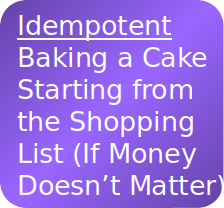 Idempotent
Baking a Cake
Starting from
the Shopping
List (If Money
Doesn’t Matter)